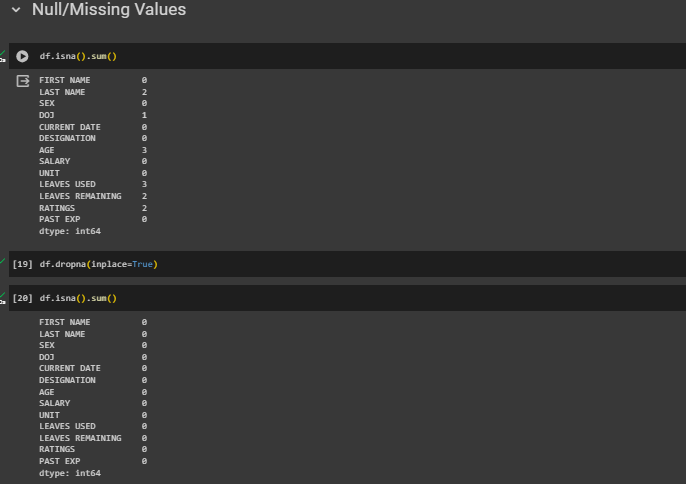 Null/Missing Values
df.isna().sum()
FIRST NAME 0
LAST NAME 2
SEX 0
DOJ 1
CURRENT DATE 0
DESIGNATION 0
AGE 3
SALARY 0
UNIT 0
LEAVES USED 3
LEAVES REMAINING 2
RATINGS 2
PAST EXP 0
dtype: int64
[19] df.dropna(inplace=True)
[20] df.isna().sum()
FIRST NAME 0
LAST NAME 0
SEX 0
DOJ 0
CURRENT DATE 0
DESIGNATION 0
AGE 0
SALARY 0
UNIT 0
LEAVES USED 0
LEAVES REMAINING 0
RATINGS 0
PAST EXP 0
dtype: int64